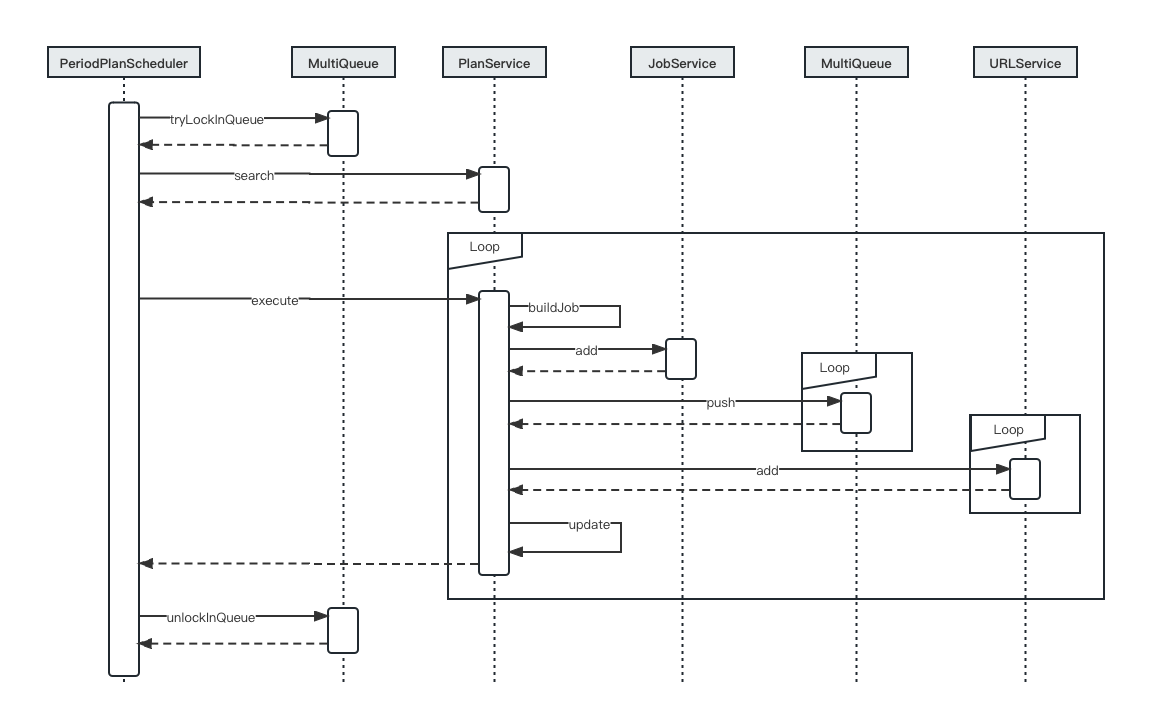 PeriodPlanScheduler
MultiQueue
PlanService
JobService
MultiQueue
URLService
tryLockInQueue
search
Loop
execute
buildJob
add
Loop
push
Loop
add
update
unlockInQueue